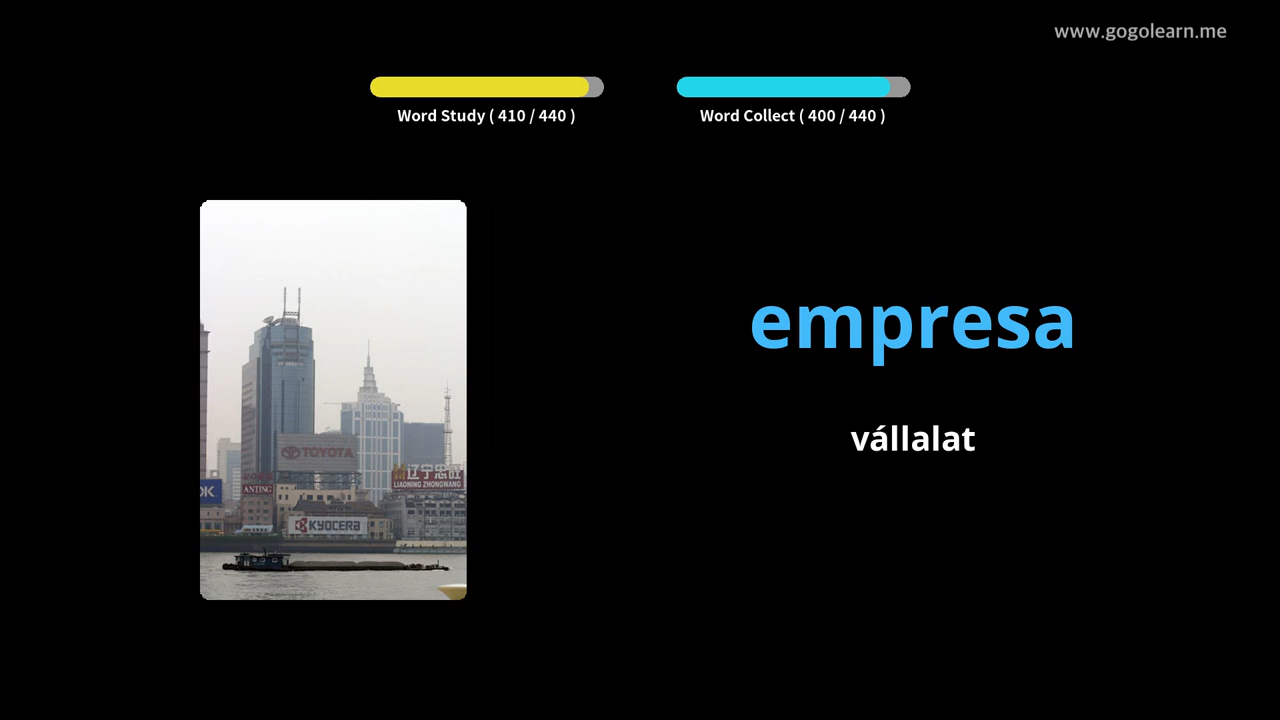 www.gogolearn.me
Word Study ( 410 / 440 )
Word Collect ( 400 / 440 )
empresa
vállalat
TOYOTA
辽宁忠旺
LIAONING ZHONGWANG
OK
ANTING
KYOCERA